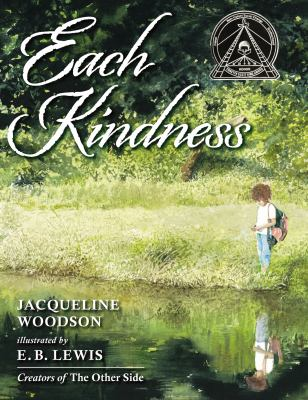 Each
Kindness
JACQUELINE
WOODSON
illustrated by
E. B. LEWIS
Creators of The Other Side